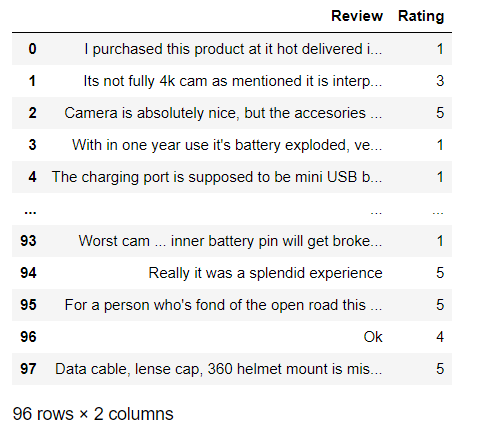 Review Rating
0 I purchased this product at it hot delivered i... 1
1 Its not fully 4k cam as mentioned it is interp... 3
2 Camera is absolutely nice, but the accesories ... 5
3 With in one year use it's battery exploded, ve... 1
4 The charging port is supposed to be mini USB b... 1
... ... ...
93 Worst cam ... inner battery pin will get broke... 1
94 Really it was a splendid experience 5
95 For a person who's fond of the open road this ... 5
96 Ok 4
97 Data cable, lense cap, 360 helmet mount is mis... 5
96 rows × 2 columns